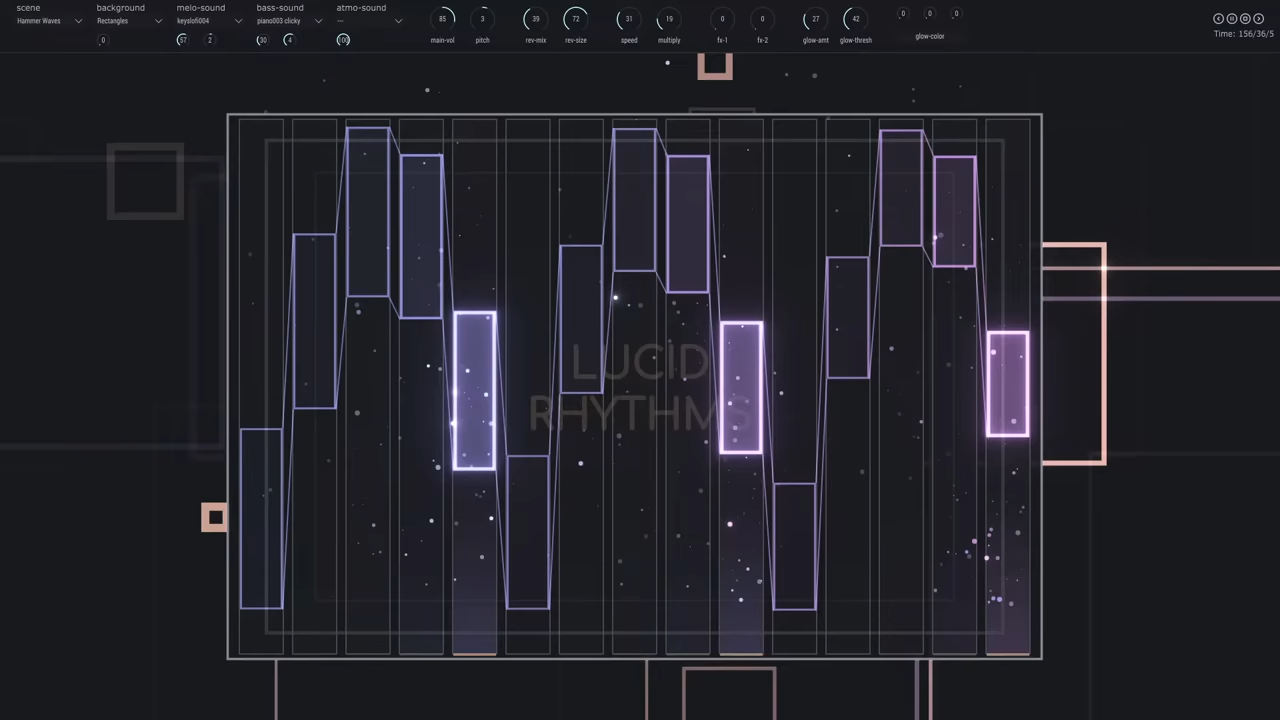 scene
Hammer Waves
background
Rectangles
0
melo-sound
keyslofi004
57 2
bass-sound
piano003 clicky
30 4
atmo-sound
---
100
85 3 39 72 31 19 0 0 27 42 0 0 0
main-vol pitch rev-mix rev-size speed multiply fx-1 fx-2 glow-amt glow-thresh glow-color
Time: 156/36/5
LUCID
RHYTHMS